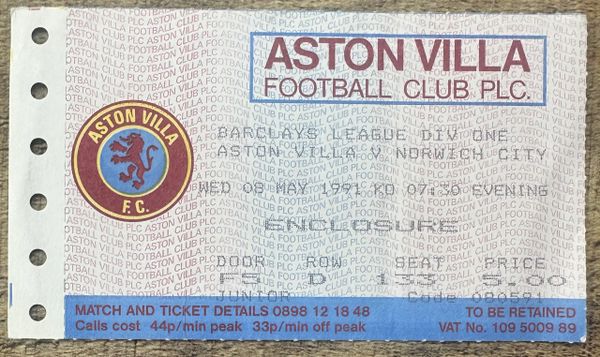 ASTON VILLA
FOOTBALL CLUB PLC.
ASTON VILLA
F.C.
BARCLAYS LEAGUE DIV ONE
ASTON VILLA V NORWICH CITY
WED 08 MAY 1991 KO 07:30 EVENING
ENCLOSURE
DOOR ROW SEAT PRICE
F5 D 133 5.00
JUNIOR Code 080591
MATCH AND TICKET DETAILS 0898 12 18 48 TO BE RETAINED
Calls cost 44p/min peak 33p/min off peak VAT No. 109 5009 89